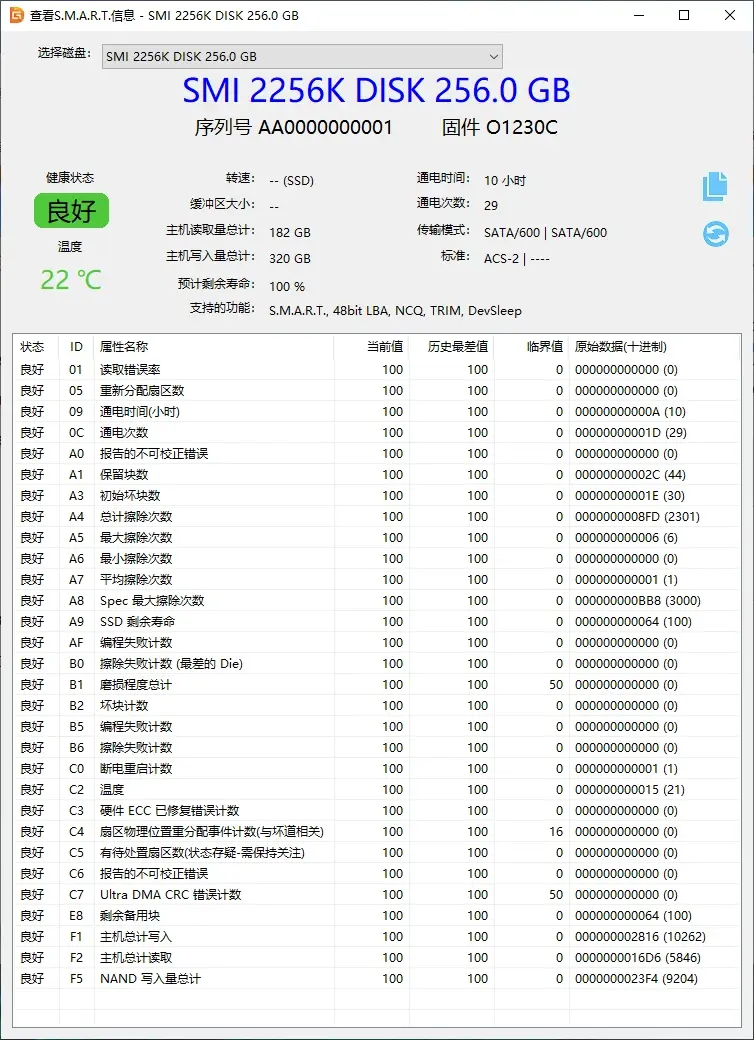 查看S.M.A.R.T.信息 - SMI 2256K DISK 256.0 GB
选择磁盘: SMI 2256K DISK 256.0 GB
SMI 2256K DISK 256.0 GB
序列号 AA0000000001 固件 O1230C
健康状态
良好
温度
22 ℃
转速: -- (SSD)
缓冲区大小: --
主机读取量总计: 182 GB
主机写入量总计: 320 GB
预计剩余寿命: 100 %
支持的功能: S.M.A.R.T., 48bit LBA, NCQ, TRIM, DevSleep
通电时间: 10 小时
通电次数: 29
传输模式: SATA/600 | SATA/600
标准: ACS-2 | ----
状态 ID 属性名称 当前值 历史最差值 临界值 原始数据(十进制)
良好 01 读取错误率 100 100 0 000000000000 (0)
良好 05 重新分配扇区数 100 100 0 000000000000 (0)
良好 09 通电时间(小时) 100 100 0 00000000000A (10)
良好 0C 通电次数 100 100 0 00000000001D (29)
良好 A0 报告的不可校正错误 100 100 0 000000000000 (0)
良好 A1 保留块数 100 100 0 00000000002C (44)
良好 A3 初始坏块数 100 100 0 00000000001E (30)
良好 A4 总计擦除次数 100 100 0 0000000008FD (2301)
良好 A5 最大擦除次数 100 100 0 000000000006 (6)
良好 A6 最小擦除次数 100 100 0 000000000000 (0)
良好 A7 平均擦除次数 100 100 0 000000000001 (1)
良好 A8 Spec 最大擦除次数 100 100 0 000000000BB8 (3000)
良好 A9 SSD 剩余寿命 100 100 0 000000000064 (100)
良好 AF 编程失败计数 100 100 0 000000000000 (0)
良好 B0 擦除失败计数 (最差的 Die) 100 100 0 000000000000 (0)
良好 B1 磨损程度总计 100 100 50 000000000000 (0)
良好 B2 坏块计数 100 100 0 000000000000 (0)
良好 B5 编程失败计数 100 100 0 000000000000 (0)
良好 B6 擦除失败计数 100 100 0 000000000000 (0)
良好 C0 断电重启计数 100 100 0 000000000001 (1)
良好 C2 温度 100 100 0 000000000015 (21)
良好 C3 硬件 ECC 已修复错误计数 100 100 0 000000000000 (0)
良好 C4 扇区物理位置重分配事件计数(与坏道相关) 100 100 16 000000000000 (0)
良好 C5 有待处置扇区数(状态存疑-需保持关注) 100 100 0 000000000000 (0)
良好 C6 报告的不可校正错误 100 100 0 000000000000 (0)
良好 C7 Ultra DMA CRC 错误计数 100 100 50 000000000000 (0)
良好 E8 剩余备用块 100 100 0 000000000064 (100)
良好 F1 主机总计写入 100 100 0 000000002816 (10262)
良好 F2 主机总计读取 100 100 0 0000000016D6 (5846)
良好 F5 NAND 写入量总计 100 100 0 0000000023F4 (9204)